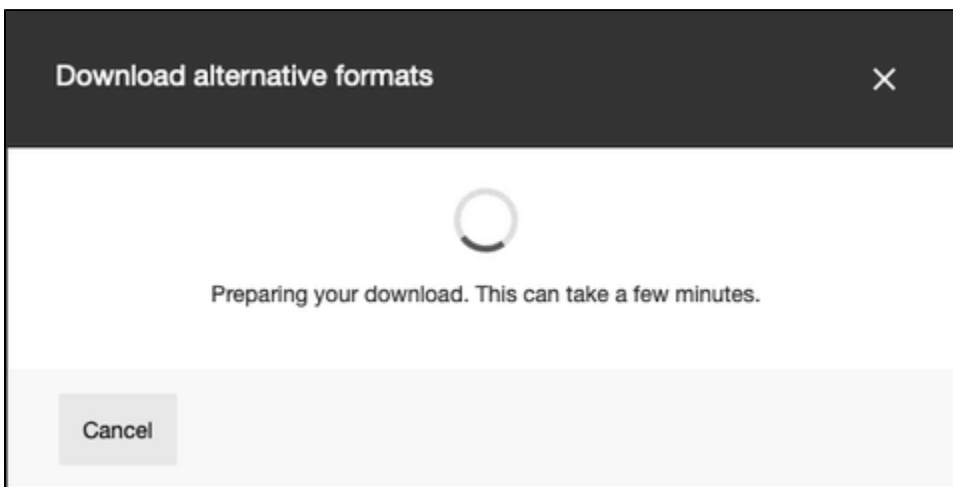 Download alternative formats
Preparing your download. This can take a few minutes.
Cancel